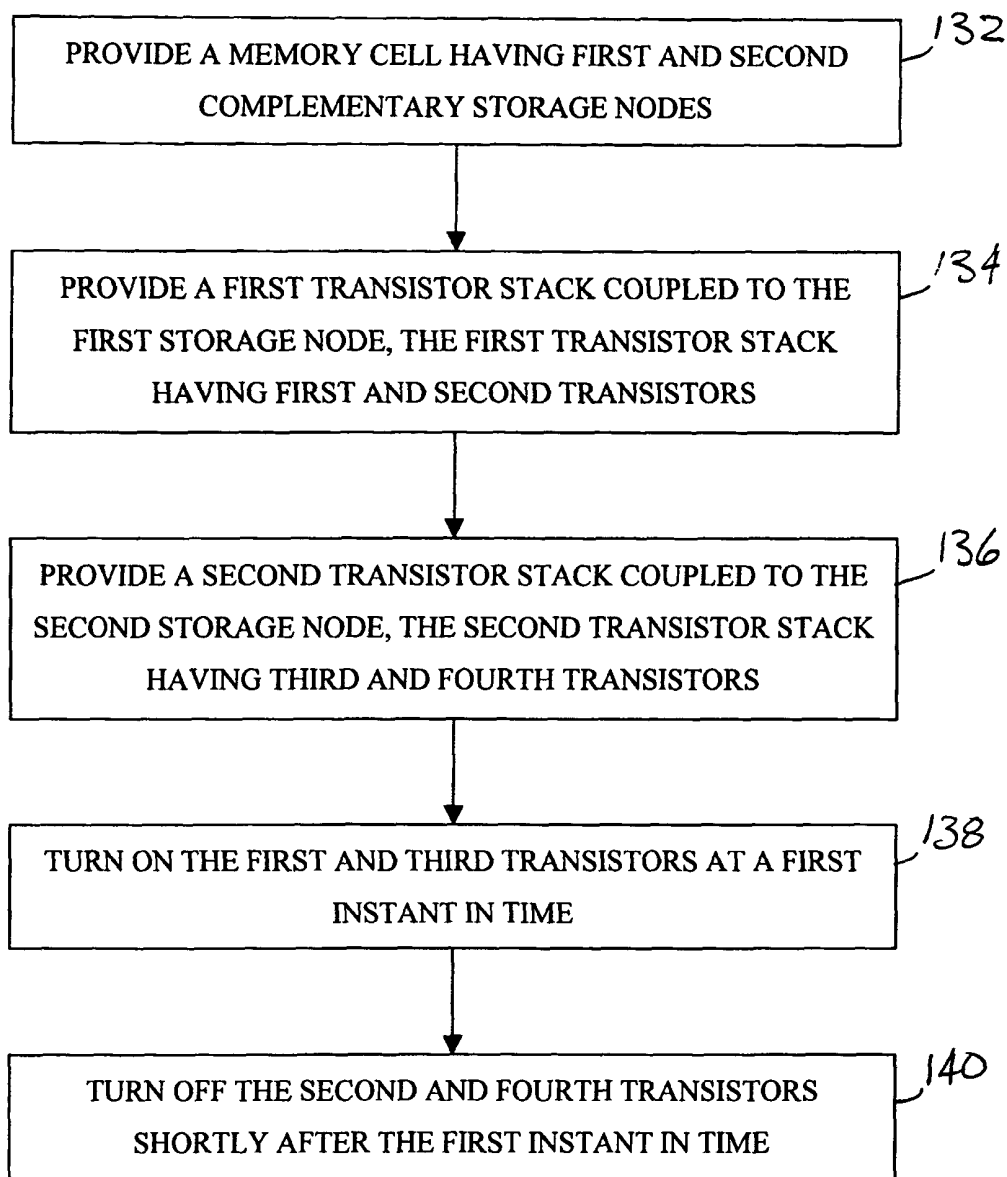 PROVIDE A MEMORY CELL HAVING FIRST AND SECOND
COMPLEMENTARY STORAGE NODES
132
PROVIDE A FIRST TRANSISTOR STACK COUPLED TO THE
FIRST STORAGE NODE, THE FIRST TRANSISTOR STACK
HAVING FIRST AND SECOND TRANSISTORS
134
PROVIDE A SECOND TRANSISTOR STACK COUPLED TO THE
SECOND STORAGE NODE, THE SECOND TRANSISTOR STACK
HAVING THIRD AND FOURTH TRANSISTORS
136
TURN ON THE FIRST AND THIRD TRANSISTORS AT A FIRST
INSTANT IN TIME
138
TURN OFF THE SECOND AND FOURTH TRANSISTORS
SHORTLY AFTER THE FIRST INSTANT IN TIME
140